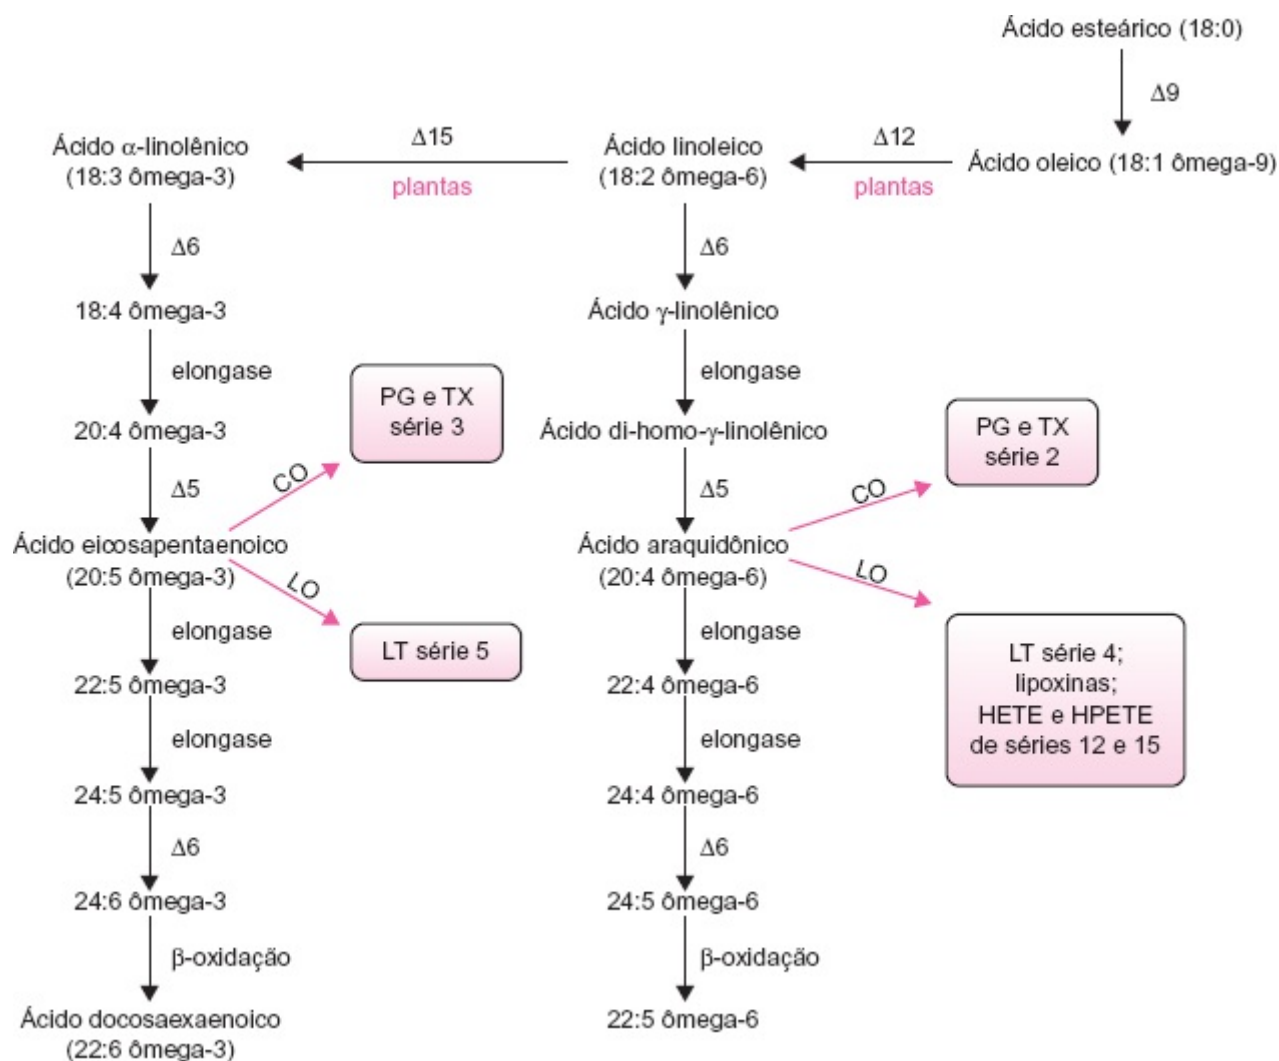 Ácido esteárico (18:0)
Δ9
Ácido oleico (18:1 ômega-9)
Δ12
plantas
Ácido linoleico
(18:2 ômega-6)
Δ15
plantas
Ácido α-linolênico
(18:3 ômega-3)
Δ6
18:4 ômega-3
elongase
20:4 ômega-3
Δ5
Ácido eicosapentaenoico
(20:5 ômega-3)
CO
PG e TX
série 3
LO
LT série 5
elongase
22:5 ômega-3
elongase
24:5 ômega-3
Δ6
24:6 ômega-3
β-oxidação
Ácido docosaexaenoico
(22:6 ômega-3)
Δ6
Ácido γ-linolênico
elongase
Ácido di-homo-γ-linolênico
Δ5
Ácido araquidônico
(20:4 ômega-6)
CO
PG e TX
série 2
LO
LT série 4;
lipoxinas;
HETE e HPETE
de séries 12 e 15
elongase
22:4 ômega-6
elongase
24:4 ômega-6
Δ6
24:5 ômega-6
β-oxidação
22:5 ômega-6